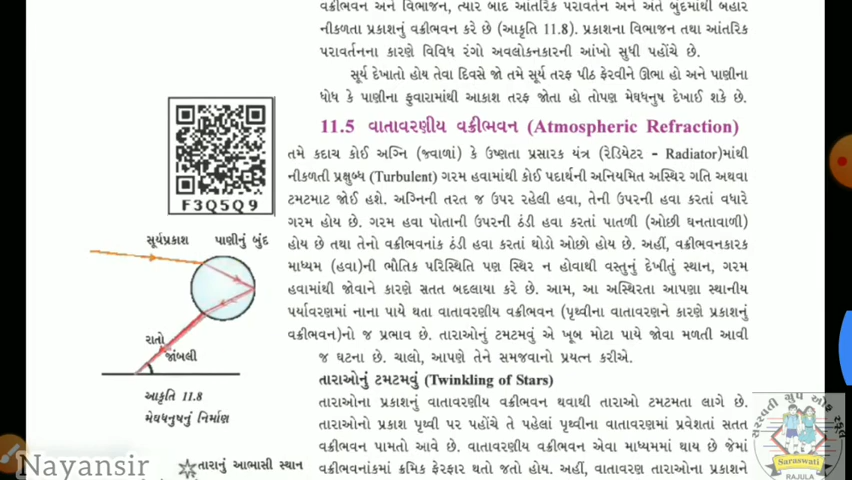 વક્રીભવન અને વિભાજન, ત્યાર બાદ આંતરિક પરાવર્તન અને અંતે બુંદમાંથી બહાર
નીકળતા પ્રકાશનું વક્રીભવન કરે છે (આકૃતિ 11.8). પ્રકાશના વિભાજન તથા આંતરિક
પરાવર્તનના કારણે વિવિધ રંગો અવલોકનકારની આંખો સુધી પહોંચે છે.
સૂર્ય દેખાતો હોય તેવા દિવસે જો તમે સૂર્ય તરફ પીઠ ફેરવીને ઊભા હો અને પાણીના
ધોધ કે પાણીના ફુવારામાંથી આકાશ તરફ જોતા હો તોપણ મેઘધનુષ દેખાઈ શકે છે.
11.5 વાતાવરણીય વક્રીભવન (Atmospheric Refraction)
તમે કદાચ કોઈ અગ્નિ (જ્વાળાં) કે ઉષ્ણતા પ્રસારક યંત્ર (રેડિયેટર – Radiator)માંથી
નીકળતી પ્રક્ષુબ્ધ (Turbulent) ગરમ હવામાંથી કોઈ પદાર્થની અનિયમિત અસ્થિર ગતિ અથવા
ટમટમાટ જોઈ હશે. અગ્નિની તરત જ ઉપર રહેલી હવા, તેની ઉપરની હવા કરતાં વધારે
ગરમ હોય છે. ગરમ હવા પોતાની ઉપરની ઠંડી હવા કરતાં પાતળી (ઓછી ઘનતાવાળી)
હોય છે તથા તેનો વક્રીભવનાંક ઠંડી હવા કરતાં થોડો ઓછો હોય છે. અહીં, વક્રીભવનકારક
માધ્યમ (હવા)ની ભૌતિક પરિસ્થિતિ પણ સ્થિર ન હોવાથી વસ્તુનું દેખીતું સ્થાન, ગરમ
હવામાંથી જોવાને કારણે સતત બદલાયા કરે છે. આમ, આ અસ્થિરતા આપણા સ્થાનીય
પર્યાવરણમાં નાના પાયે થતા વાતાવરણીય વક્રીભવન (પૃથ્વીના વાતાવરણને કારણે પ્રકાશનું
વક્રીભવન)નો જ પ્રભાવ છે. તારાઓનું ટમટમવું એ ખૂબ મોટા પાયે જોવા મળતી આવી
જ ઘટના છે. ચાલો, આપણે તેને સમજવાનો પ્રયત્ન કરીએ.
તારાઓનું ટમટમવું (Twinkling of Stars)
તારાઓના પ્રકાશનું વાતાવરણીય વક્રીભવન થવાથી તારાઓ ટમટમતા લાગે છે.
તારાઓનો પ્રકાશ પૃથ્વી પર પહોંચે તે પહેલાં પૃથ્વીના વાતાવરણમાં પ્રવેશતાં સતત
વક્રીભવન પામતો આવે છે. વાતાવરણીય વક્રીભવન એવા માધ્યમમાં થાય છે જેમાં
વક્રીભવનાંકમાં ક્રમિક ફેરફાર થતો જતો હોય. અહીં, વાતાવરણ તારાઓના પ્રકાશને
F3Q5Q9
સૂર્યપ્રકાશ પાણીનું બુંદ
રાતો
જાંબલી
આકૃતિ 11.8
મેઘધનુષનું નિર્માણ
તારાનું આભાસી સ્થાન
Nayansir
સરસ્વતી ગ્રુપ ઓફ સ્કૂલ
Saraswati
RAJULA